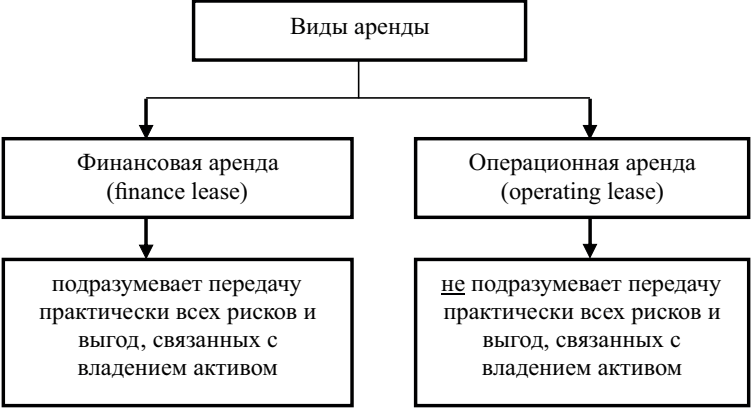 Виды аренды
Финансовая аренда
(finance lease)
Операционная аренда
(operating lease)
подразумевает передачу
практически всех рисков и
выгод, связанных с
владением активом
не подразумевает передачу
практически всех рисков и
выгод, связанных с
владением активом